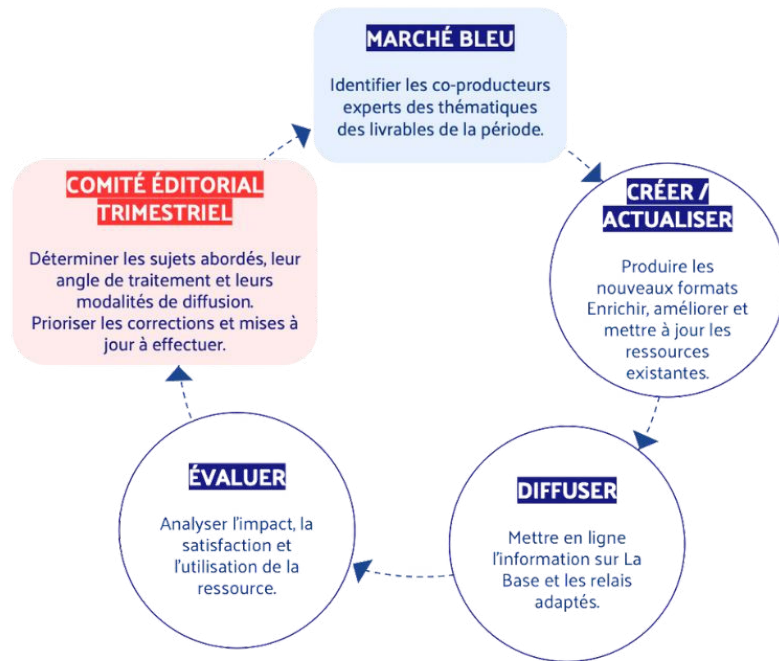 MARCHÉ BLEU
Identifier les co-producteurs
experts des thématiques
des livrables de la période.
COMITÉ ÉDITORIAL
TRIMESTRIEL
Déterminer les sujets abordés, leur
angle de traitement et leurs
modalités de diffusion.
Prioriser les corrections et mises à
jour à effectuer.
CRÉER /
ACTUALISER
Produire les
nouveaux formats
Enrichir, améliorer et
mettre à jour les
ressources
existantes.
ÉVALUER
Analyser l'impact, la
satisfaction et
l'utilisation de la
ressource.
DIFFUSER
Mettre en ligne
l'information sur La
Base et les relais
adaptés.